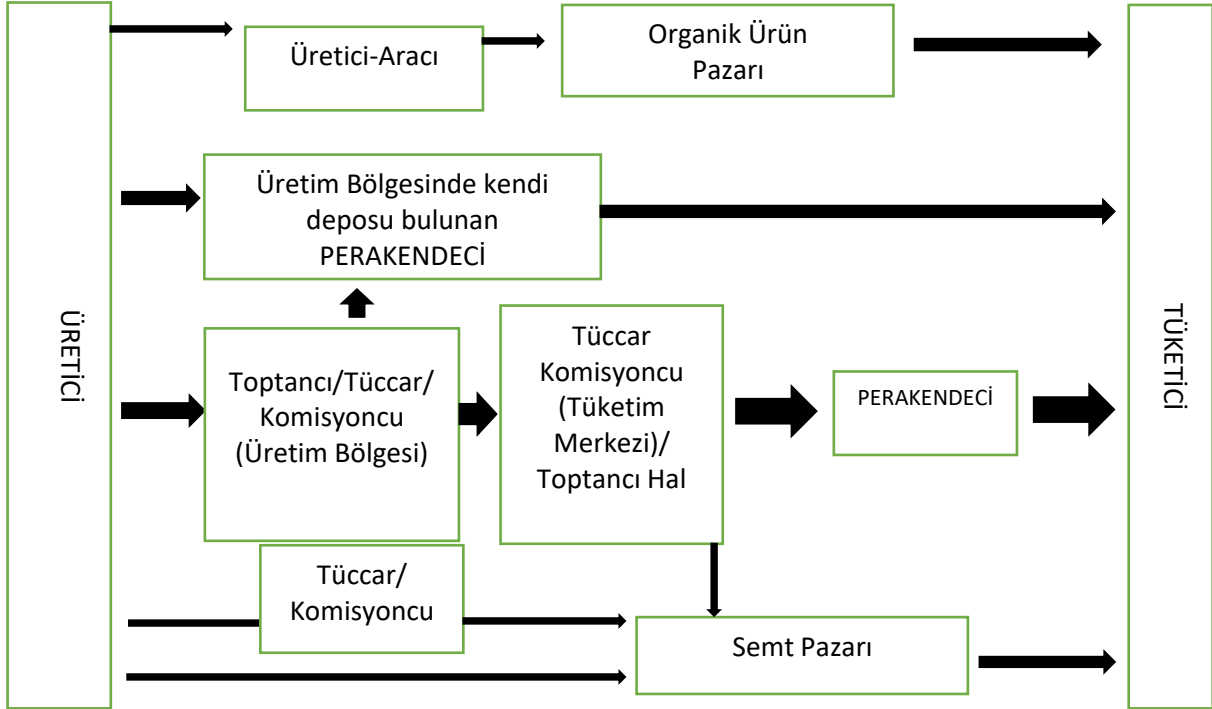 ÜRETİCİ
Üretici-Aracı
Organik Ürün
Pazarı
Üretim Bölgesinde kendi
deposu bulunan
PERAKENDECİ
Toptancı/Tüccar/
Komisyoncu
(Üretim Bölgesi)
Tüccar
Komisyoncu
(Tüketim
Merkezi)/
Toptancı Hal
PERAKENDECİ
Tüccar/
Komisyoncu
Semt Pazarı
TÜKETİCİ